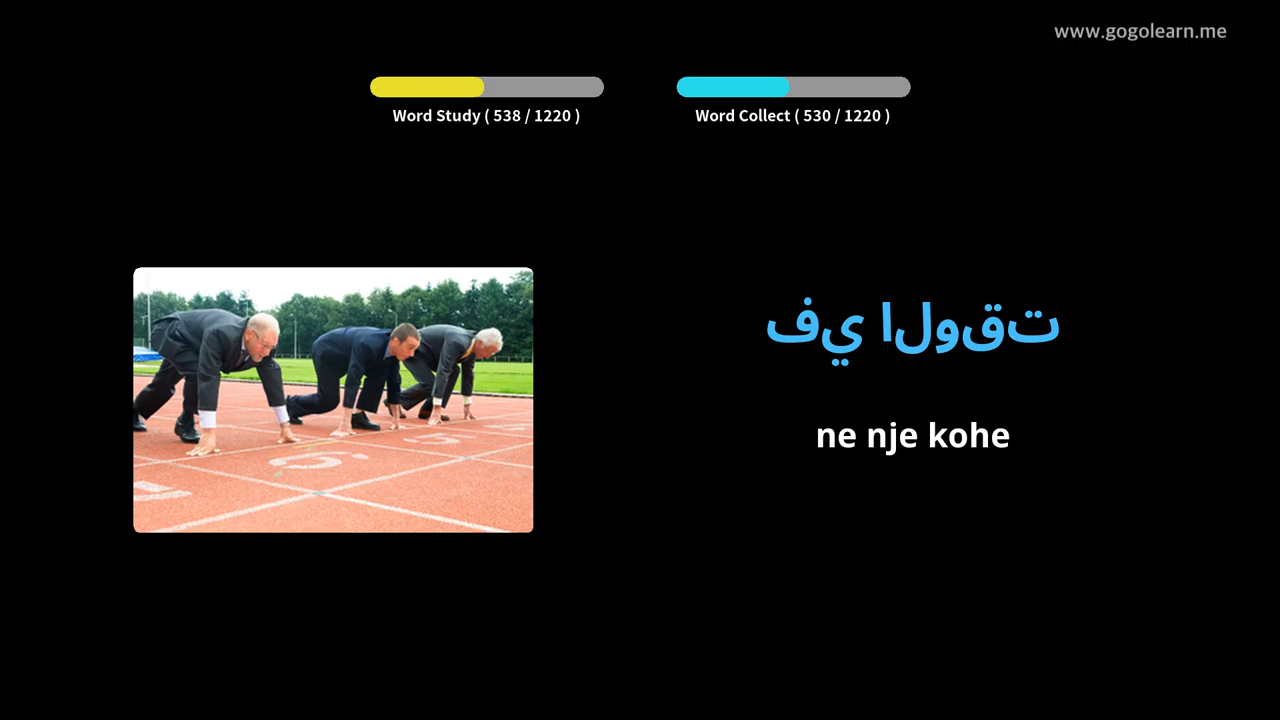 www.gogolearn.me
Word Study ( 538 / 1220 )
Word Collect ( 530 / 1220 )
في الوقت
ne nje kohe